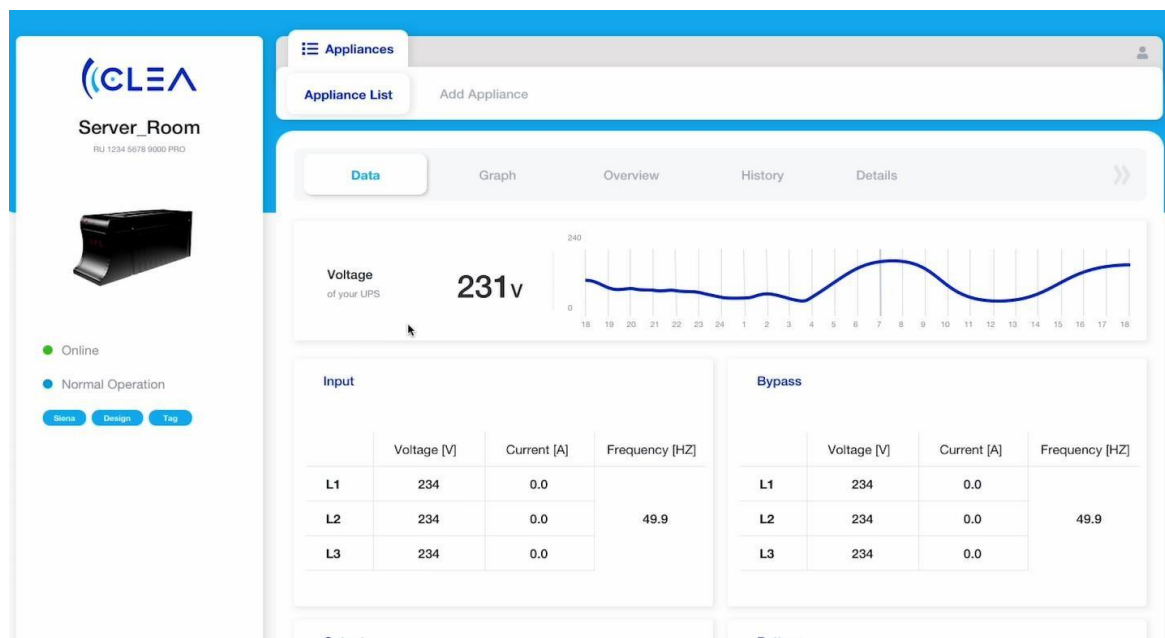 CLEA
Server_Room
RU 1234 5678 9000 PRO
Online
Normal Operation
Siena Design Tag
Appliances
Appliance List Add Appliance
Data Graph Overview History Details
Voltage
of your UPS
231v
240
0
18 19 20 21 22 23 24 1 2 3 4 5 6 7 8 9 10 11 12 13 14 15 16 17 18
Input
Voltage [V] Current [A] Frequency [HZ]
L1 234 0.0
L2 234 0.0 49.9
L3 234 0.0
Bypass
Voltage [V] Current [A] Frequency [HZ]
L1 234 0.0
L2 234 0.0 49.9
L3 234 0.0